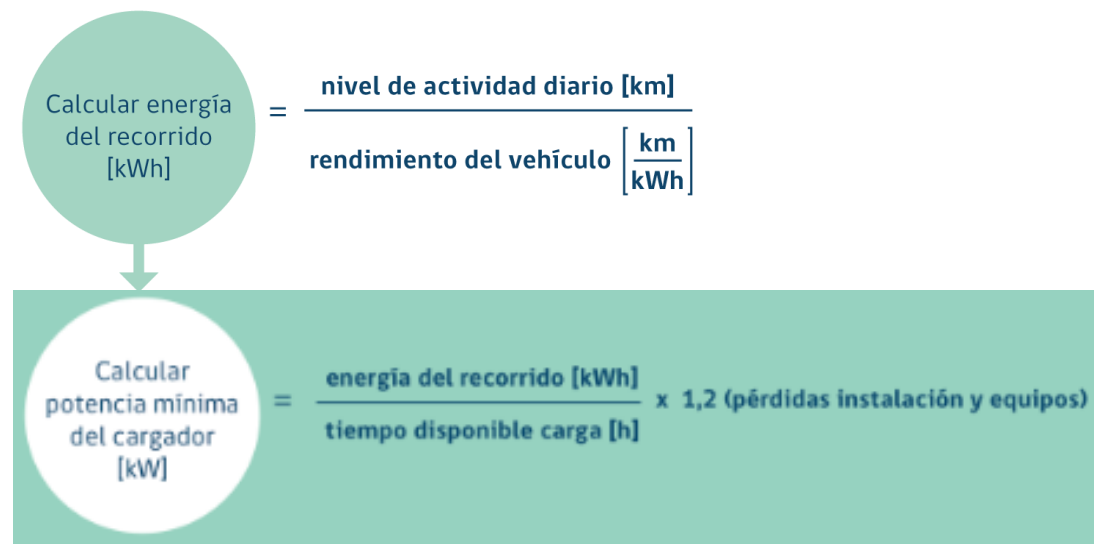 Calcular energía
del recorrido
[kWh]
=
nivel de actividad diario [km]
rendimiento del vehículo [km/kWh]
Calcular
potencia mínima
del cargador
[kW]
=
energía del recorrido [kWh]
tiempo disponible carga [h]
x 1,2 (pérdidas instalación y equipos)